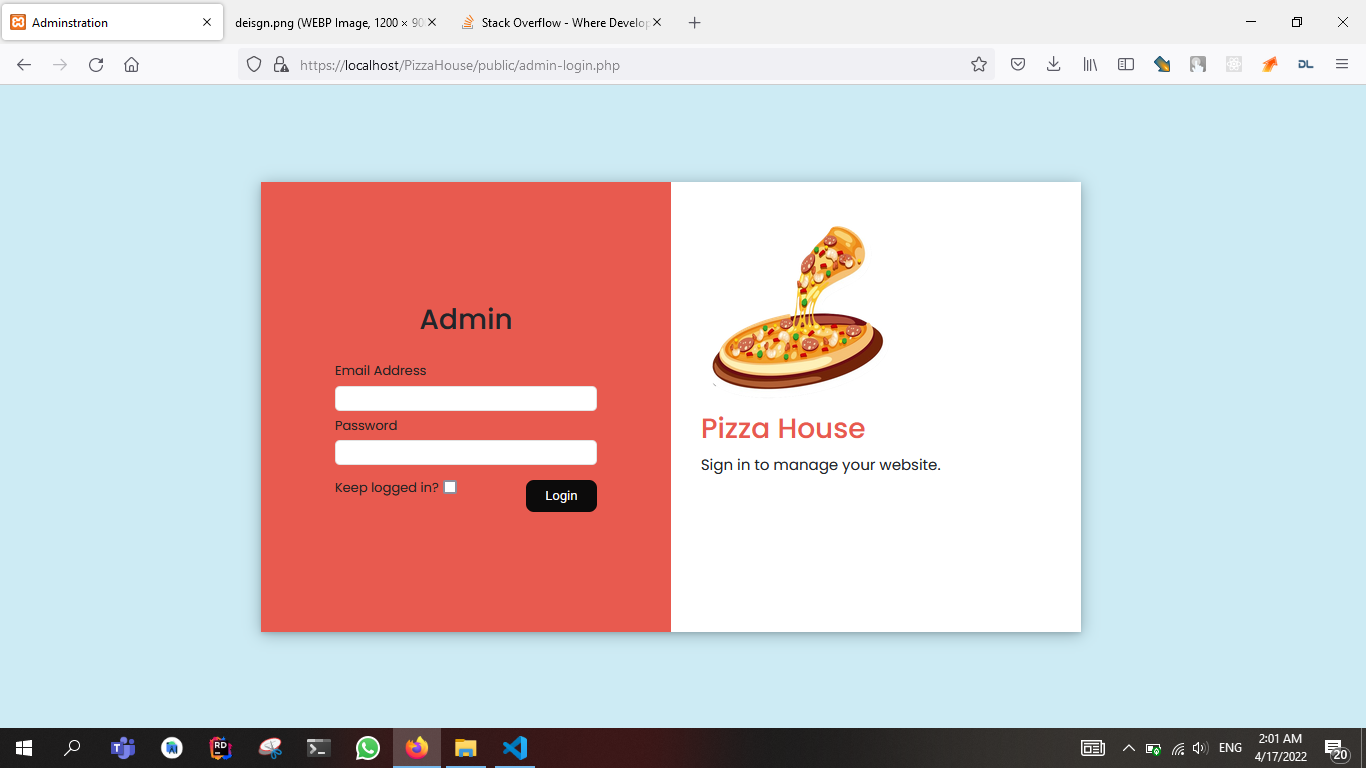 Adminstration
deisgn.png (WEBP Image, 1200 × 90
Stack Overflow - Where Develop
https://localhost/PizzaHouse/public/admin-login.php
DL
Admin
Email Address
Password
Keep logged in?
Login
Pizza House
Sign in to manage your website.
RD
ENG
2:01 AM
4/17/2022
20